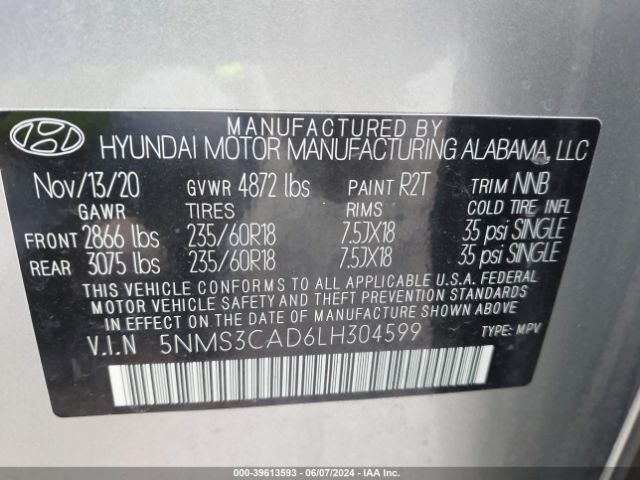 MANUFACTURED BY
HYUNDAI MOTOR MANUFACTURING ALABAMA, LLC
Nov/13/20 GVWR 4872 lbs PAINT R2T TRIM NNB
GAWR TIRES RIMS COLD TIRE INFL
FRONT 2866 lbs 235/60R18 7.5JX18 35 psi SINGLE
REAR 3075 lbs 235/60R18 7.5JX18 35 psi SINGLE
THIS VEHICLE CONFORMS TO ALL APPLICABLE U.S.A. FEDERAL
MOTOR VEHICLE SAFETY AND THEFT PREVENTION STANDARDS
IN EFFECT ON THE DATE OF MANUFACTURE SHOWN ABOVE.
V.I.N 5NMS3CAD6LH304599 TYPE: MPV
000-39613593 - 06/07/2024 - IAA Inc.